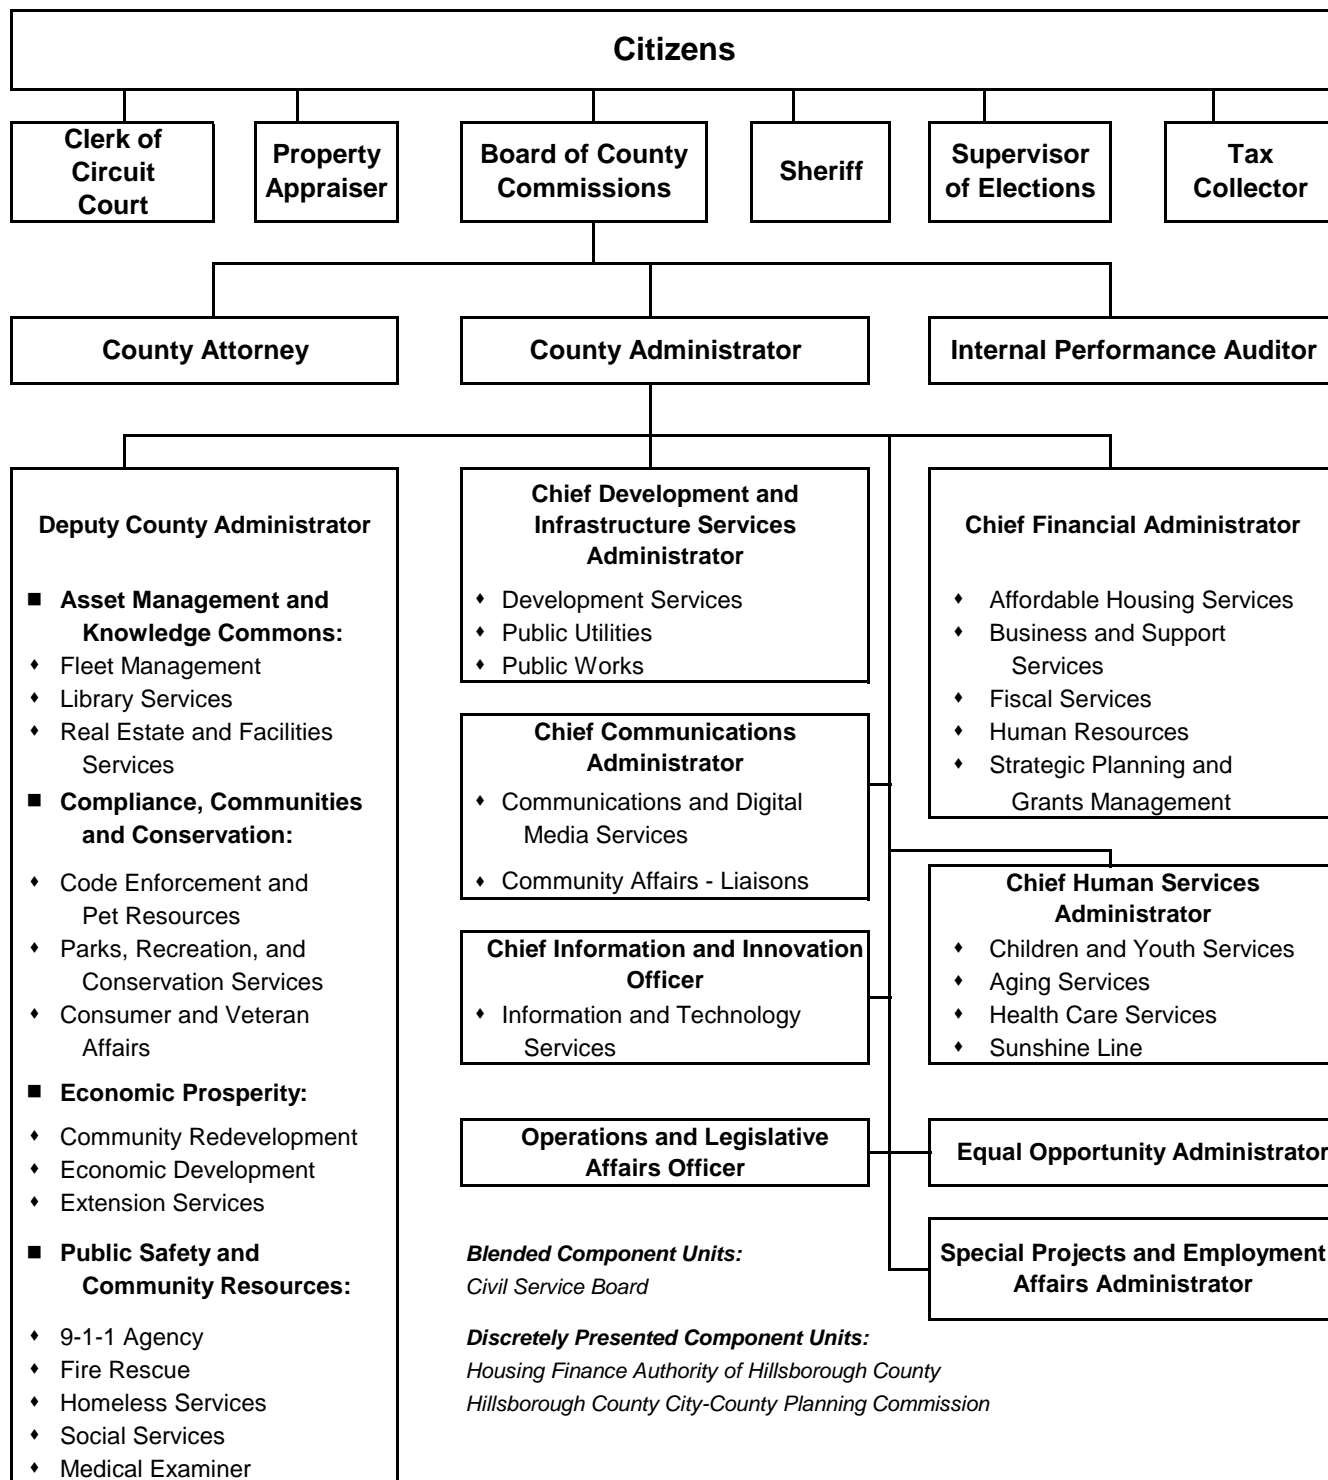 Citizens
Clerk of
Circuit
Court
Property
Appraiser
Board of County
Commissions
Sheriff
Supervisor
of Elections
Tax
Collector
County Attorney
County Administrator
Internal Performance Auditor
Deputy County Administrator
■ Asset Management and
Knowledge Commons:
♦ Fleet Management
♦ Library Services
♦ Real Estate and Facilities
Services
■ Compliance, Communities
and Conservation:
♦ Code Enforcement and
Pet Resources
♦ Parks, Recreation, and
Conservation Services
♦ Consumer and Veteran
Affairs
■ Economic Prosperity:
♦ Community Redevelopment
♦ Economic Development
♦ Extension Services
■ Public Safety and
Community Resources:
♦ 9-1-1 Agency
♦ Fire Rescue
♦ Homeless Services
♦ Social Services
♦ Medical Examiner
Chief Development and
Infrastructure Services
Administrator
♦ Development Services
♦ Public Utilities
♦ Public Works
Chief Communications
Administrator
♦ Communications and Digital
Media Services
♦ Community Affairs - Liaisons
Chief Information and Innovation
Officer
♦ Information and Technology
Services
Operations and Legislative
Affairs Officer
Blended Component Units:
Civil Service Board
Discretely Presented Component Units:
Housing Finance Authority of Hillsborough County
Hillsborough County City-County Planning Commission
Chief Financial Administrator
♦ Affordable Housing Services
♦ Business and Support
Services
♦ Fiscal Services
♦ Human Resources
♦ Strategic Planning and
Grants Management
Chief Human Services
Administrator
♦ Children and Youth Services
♦ Aging Services
♦ Health Care Services
♦ Sunshine Line
Equal Opportunity Administrator
Special Projects and Employment
Affairs Administrator